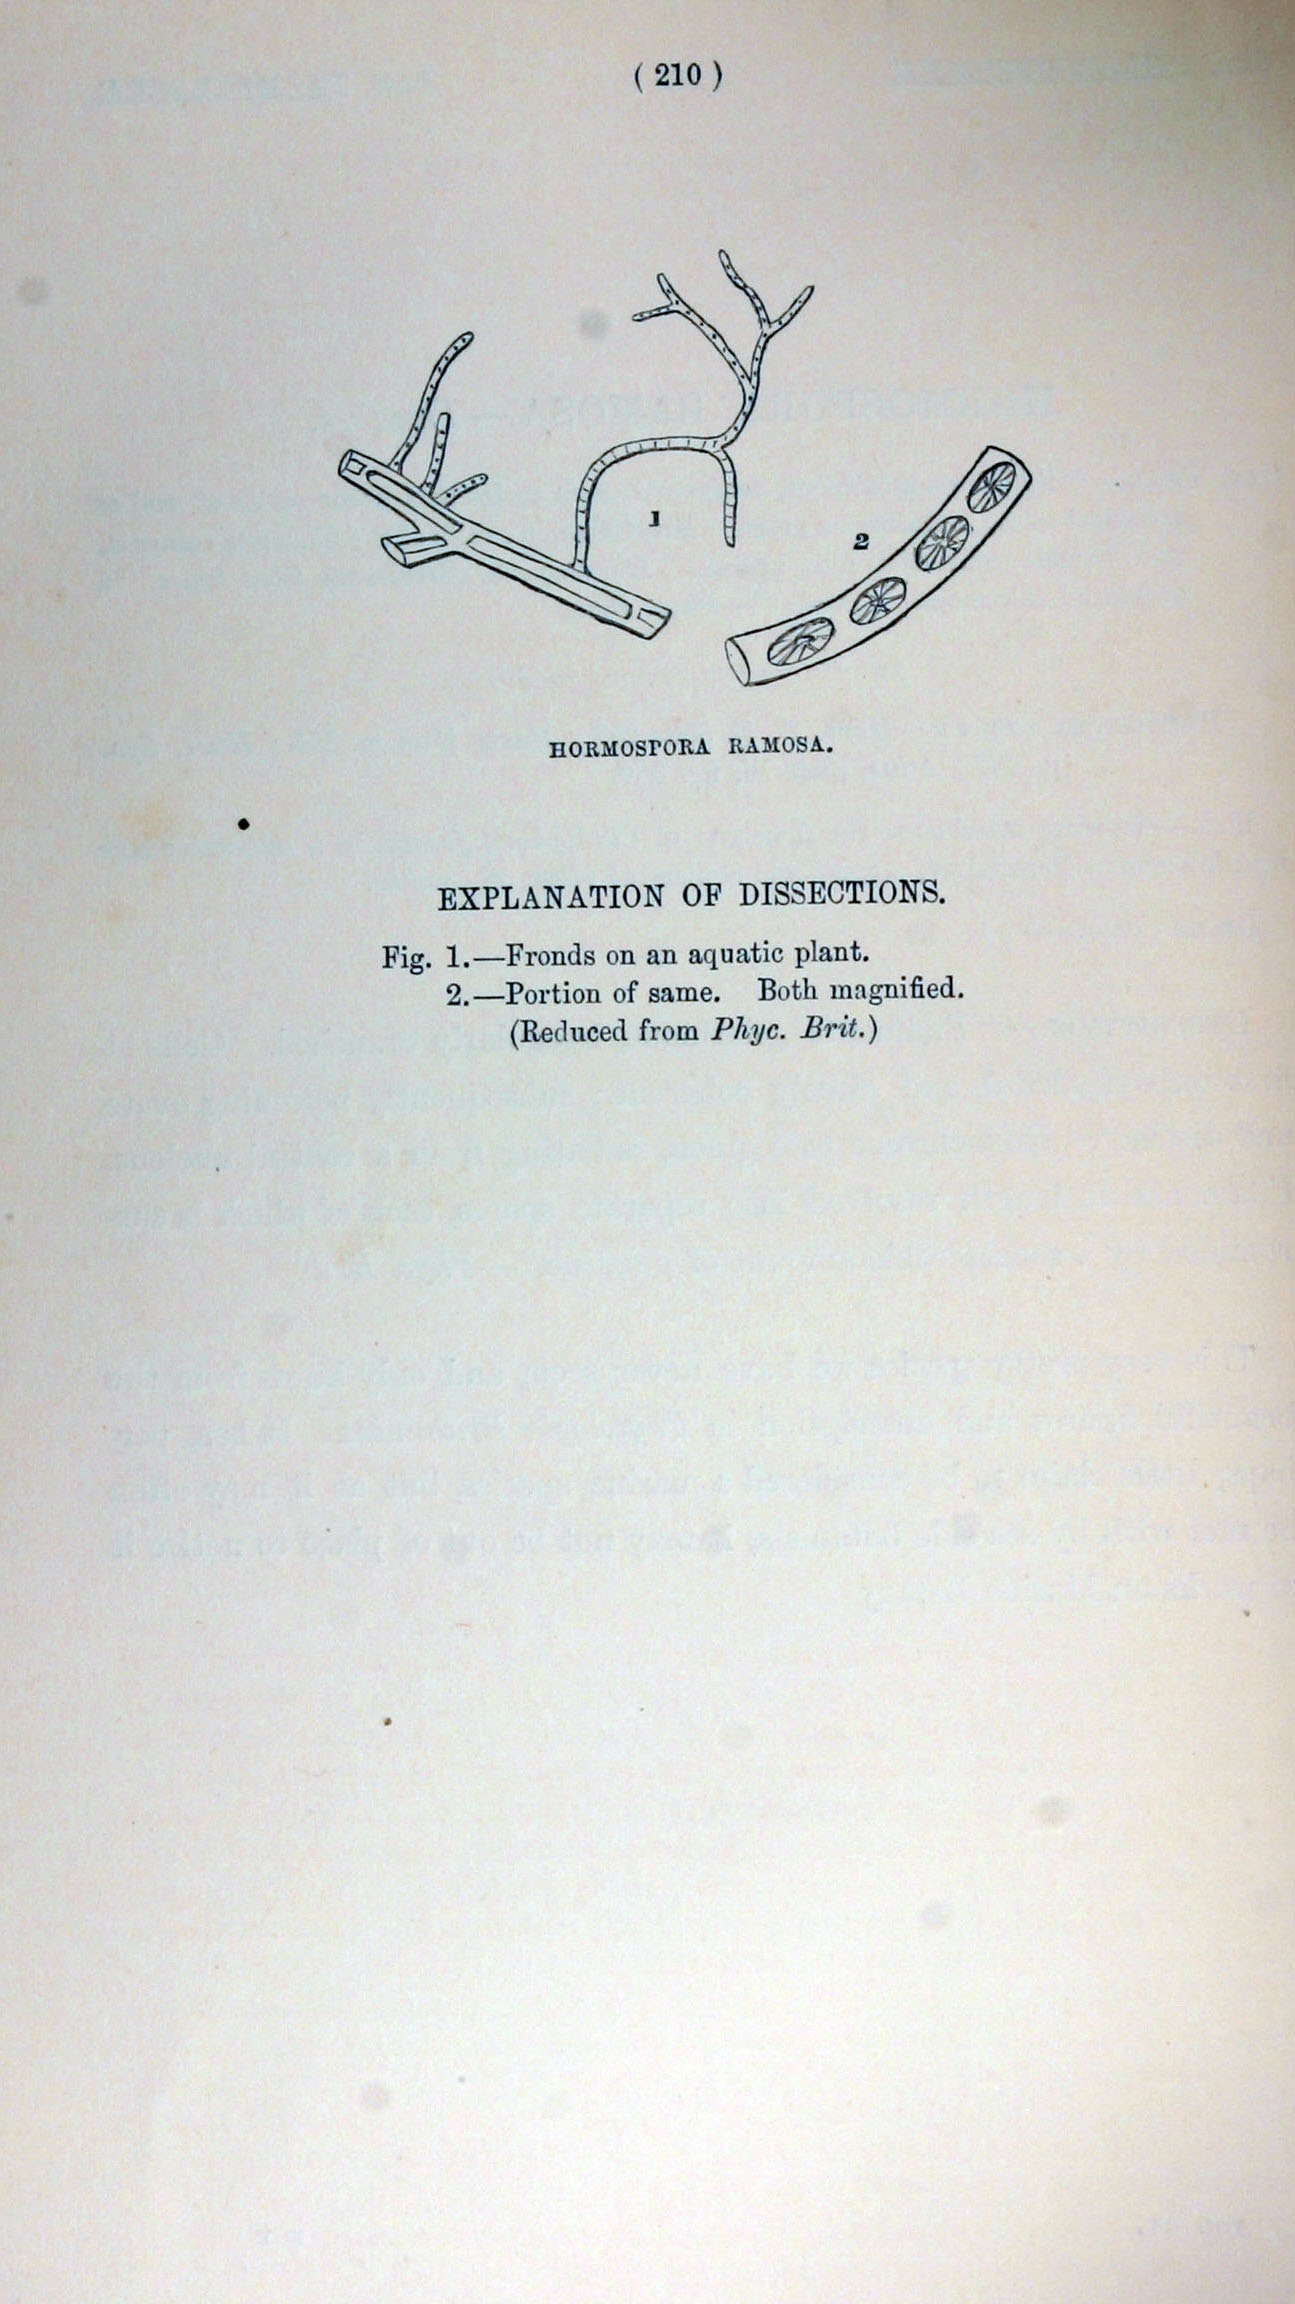 ( 210 )
1
2
HORMOSPORA RAMOSA.
EXPLANATION OF DISSECTIONS.
Fig. 1.—Fronds on an aquatic plant.
2.—Portion of same. Both magnified.
(Reduced from Phyc. Brit.)